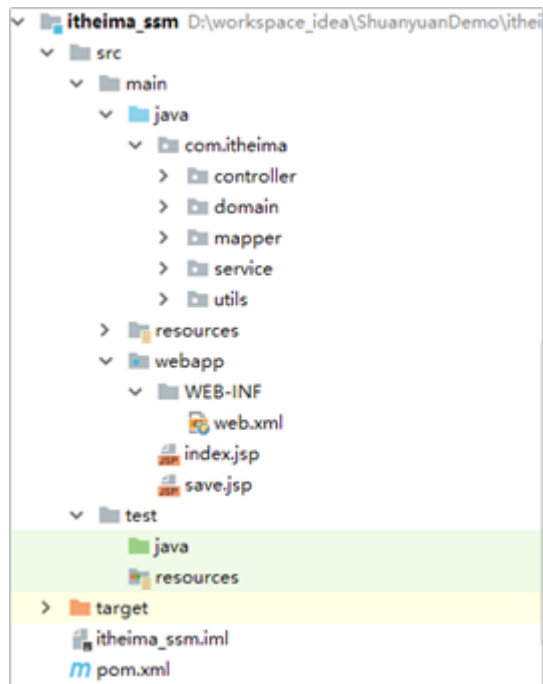 itheima_ssm D:\workspace_idea\ShuanyuanDemo\ithei
src
main
java
com.itheima
controller
domain
mapper
service
utils
resources
webapp
WEB-INF
web.xml
index.jsp
save.jsp
test
java
resources
target
itheima_ssm.iml
pom.xml